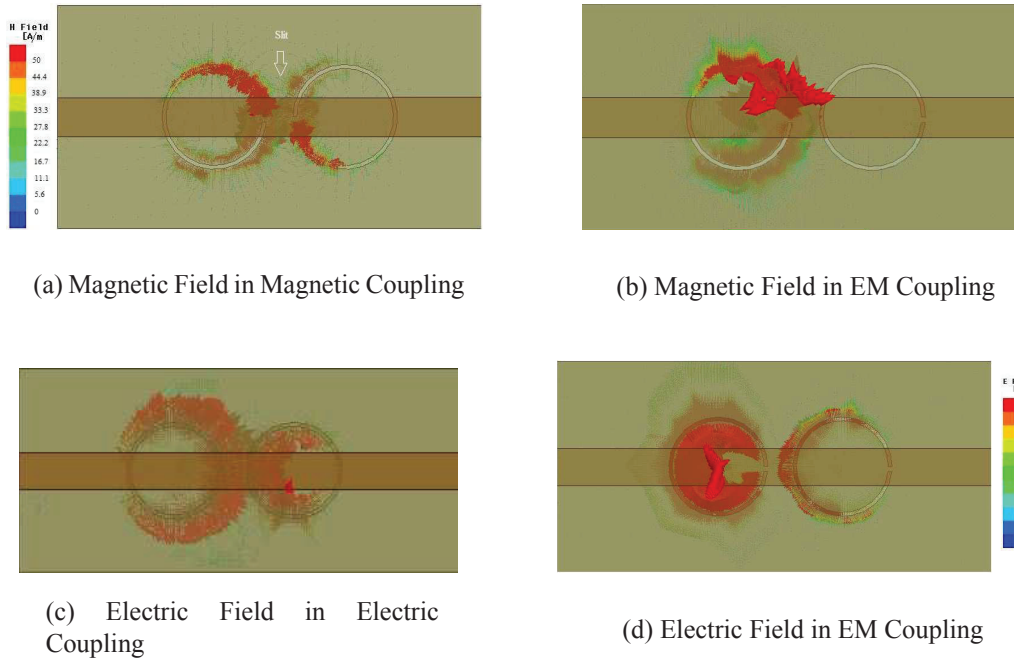 H Field
[A/m
50
44.4
38.9
33.3
27.8
22.2
16.7
11.1
5.6
0
Slit
(a) Magnetic Field in Magnetic Coupling
(b) Magnetic Field in EM Coupling
E
(c) Electric Field in Electric
Coupling
(d) Electric Field in EM Coupling